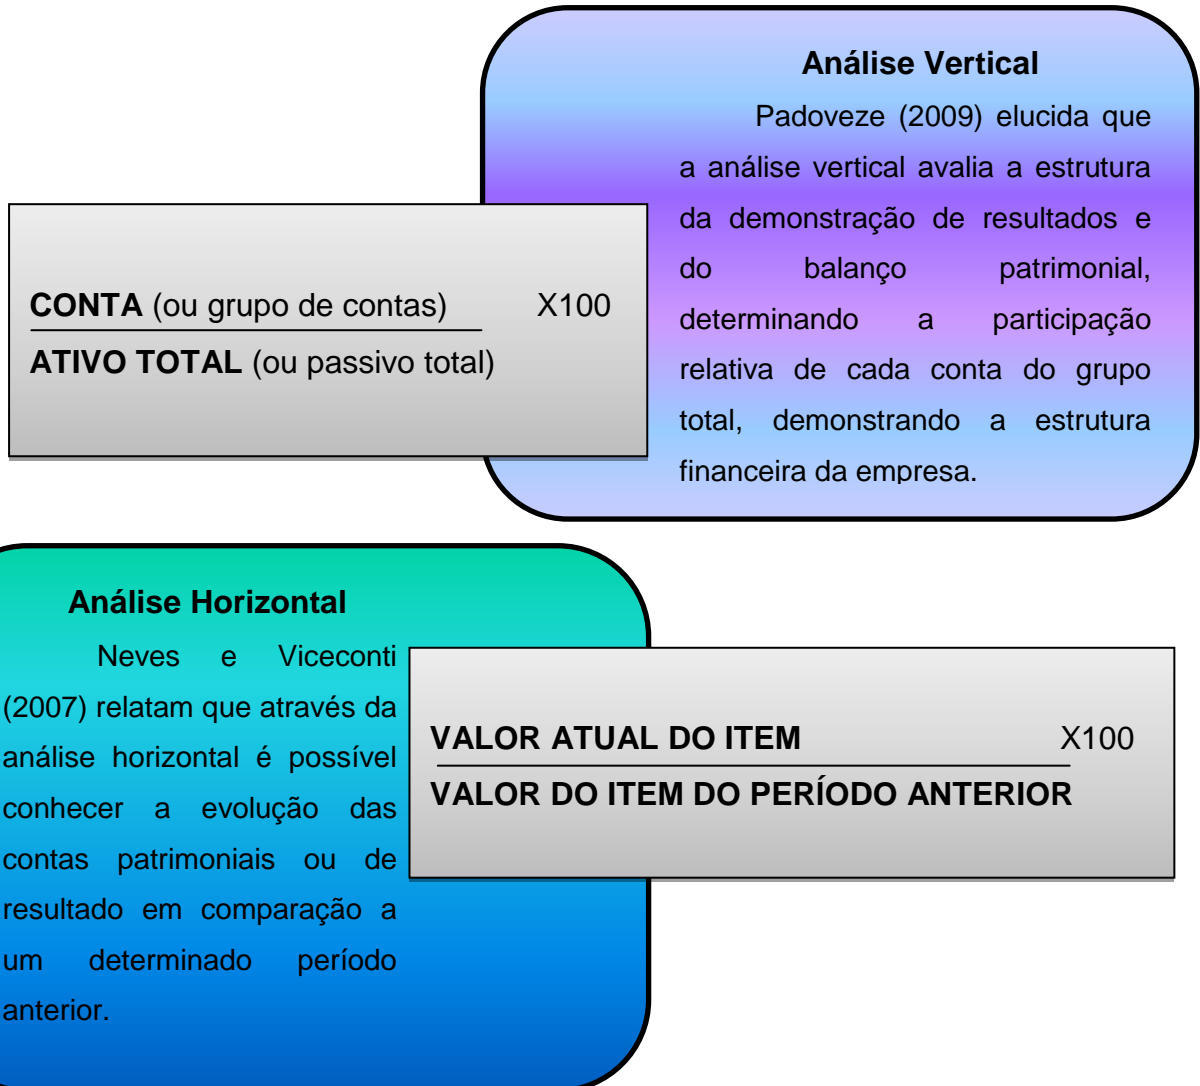 Análise Vertical
Padoveze (2009) elucida que
a análise vertical avalia a estrutura
da demonstração de resultados e
do balanço patrimonial,
determinando a participação
relativa de cada conta do grupo
total, demonstrando a estrutura
financeira da empresa.
CONTA (ou grupo de contas) X100
ATIVO TOTAL (ou passivo total)
Análise Horizontal
Neves e Viceconti
(2007) relatam que através da
análise horizontal é possível
conhecer a evolução das
contas patrimoniais ou de
resultado em comparação a
um determinado período
anterior.
VALOR ATUAL DO ITEM X100
VALOR DO ITEM DO PERÍODO ANTERIOR